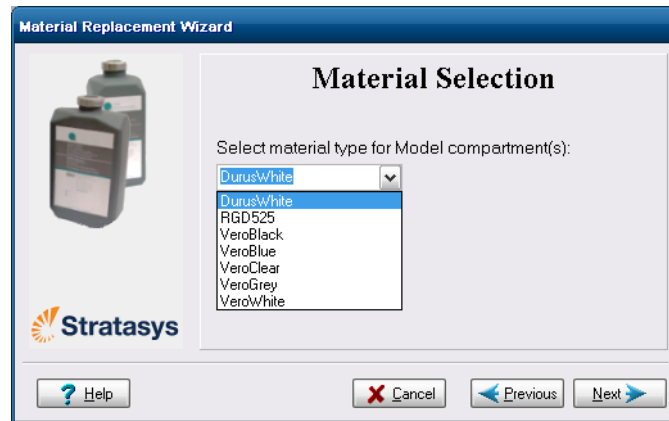 Material Replacement Wizard
Material Selection
Select material type for Model compartment(s):
DurusWhite
DurusWhite
RGD525
VeroBlack
VeroBlue
VeroClear
VeroGrey
VeroWhite
Stratasys
? Help
Cancel
Previous
Next